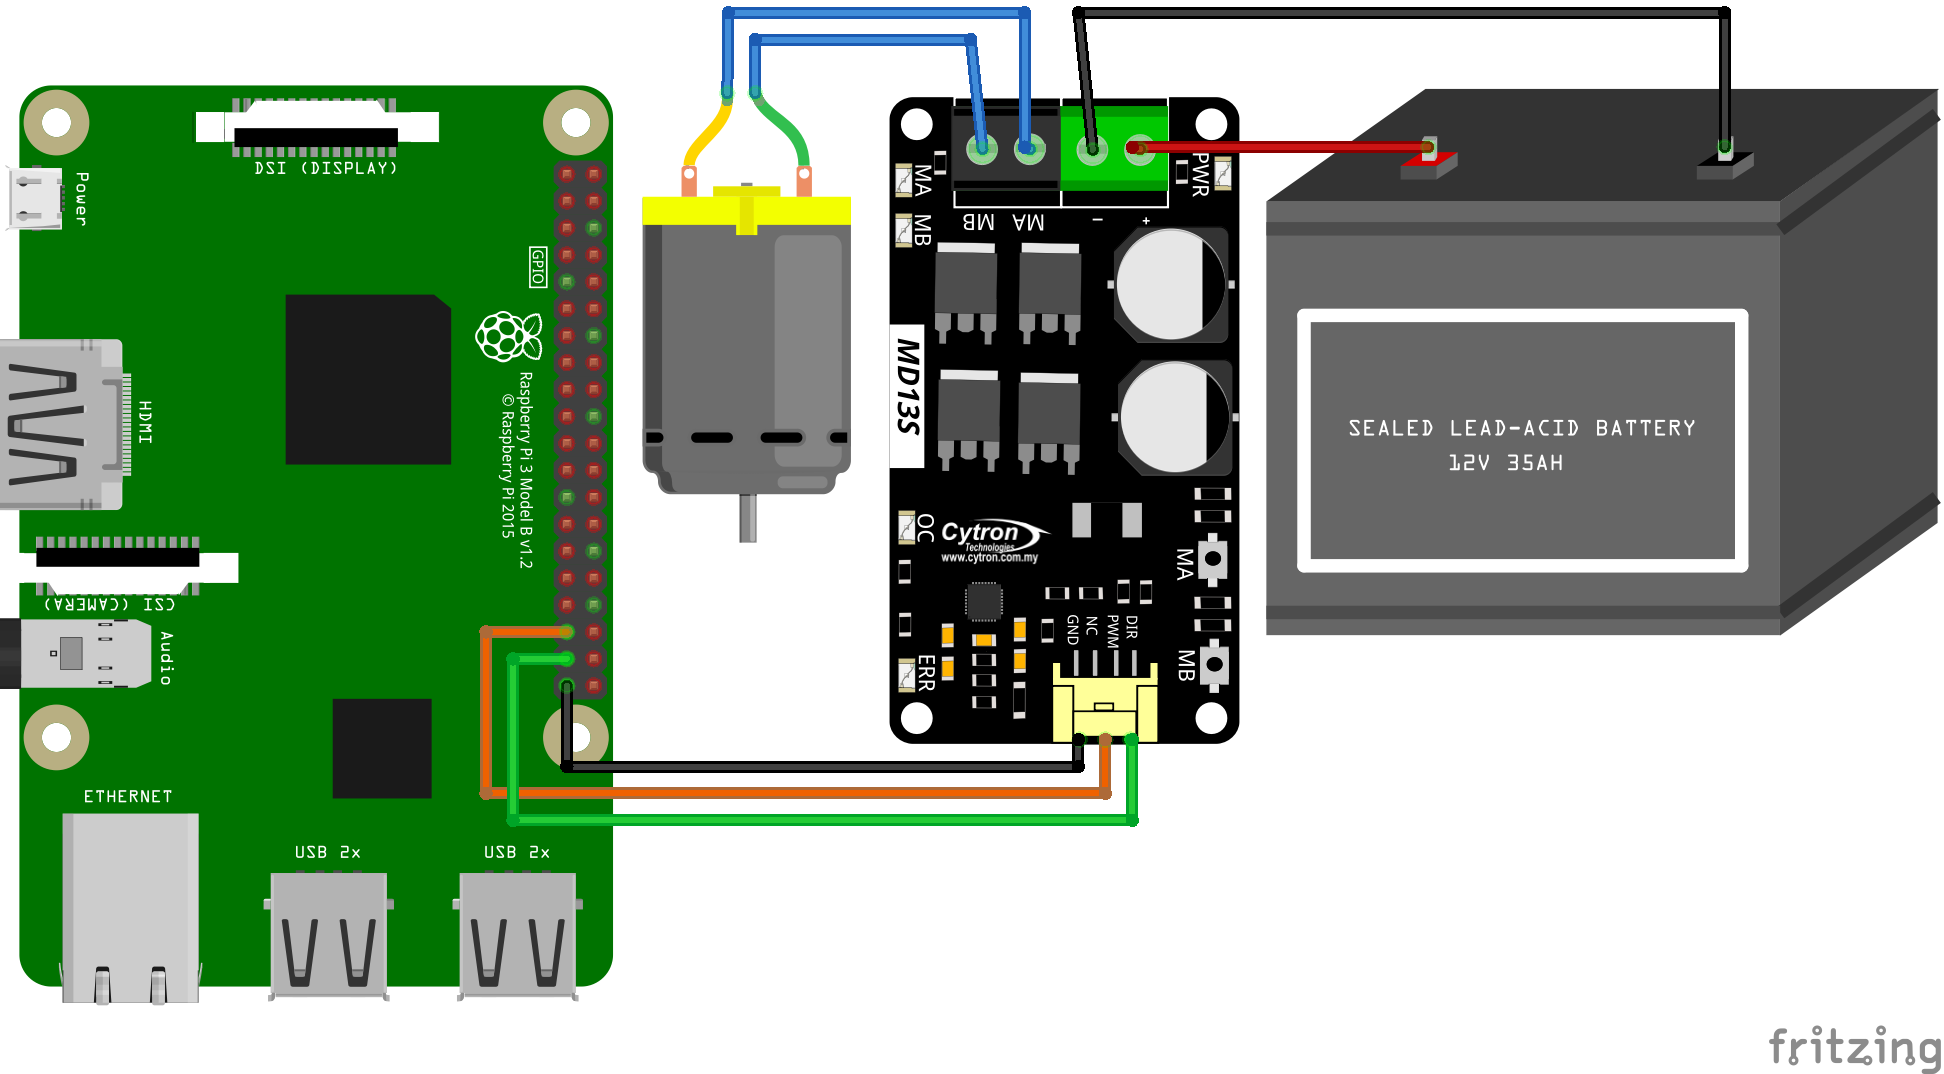 DSI (DISPLAY)
Power
GPIO
HDMI
Raspberry Pi 3 Model B v1.2
© Raspberry Pi 2015
CSI (CAMERA)
Audio
ETHERNET
USB 2x
USB 2x
MA
MB
PWR
MB
MA
-
+
MD13S
OC
Cytron
Technologies
www.cytron.com.my
MA
GND
NC
PWM
DIR
ERR
MB
SEALED LEAD-ACID BATTERY
12V 35AH
fritzing